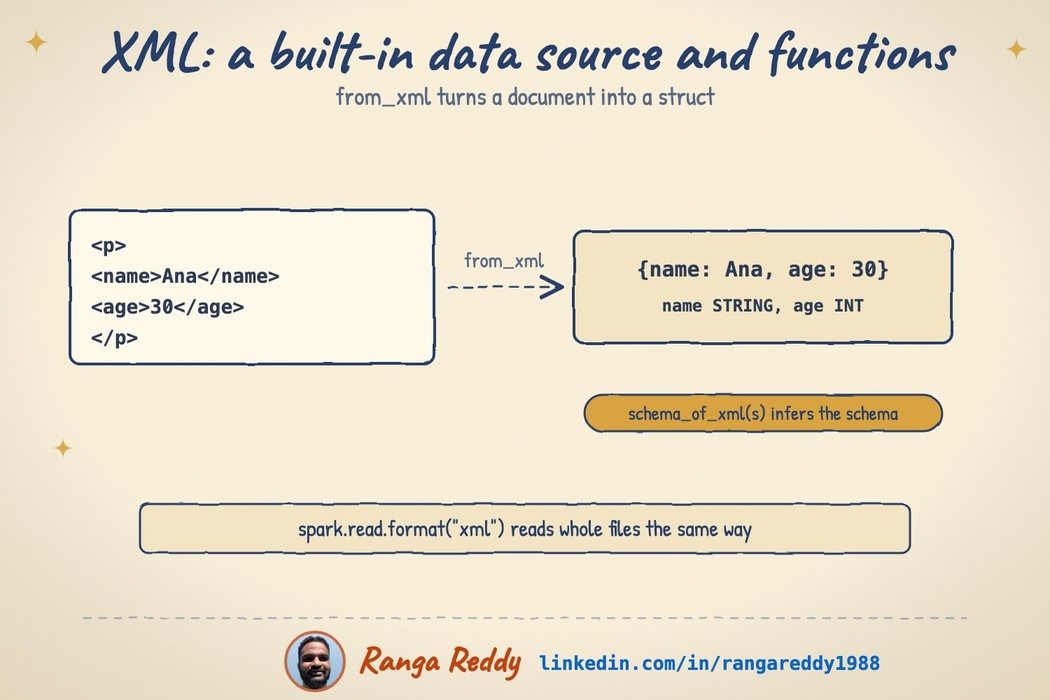 XML: a built-in data source and functions
from_xml turns a document into a struct
<p>
<name>Ana</name>
<age>30</age>
</p>
from_xml
{name: Ana, age: 30}
name STRING, age INT
schema_of_xml(s) infers the schema
spark.read.format("xml") reads whole files the same way
Ranga Reddy
linkedin.com/in/rangareddy1988